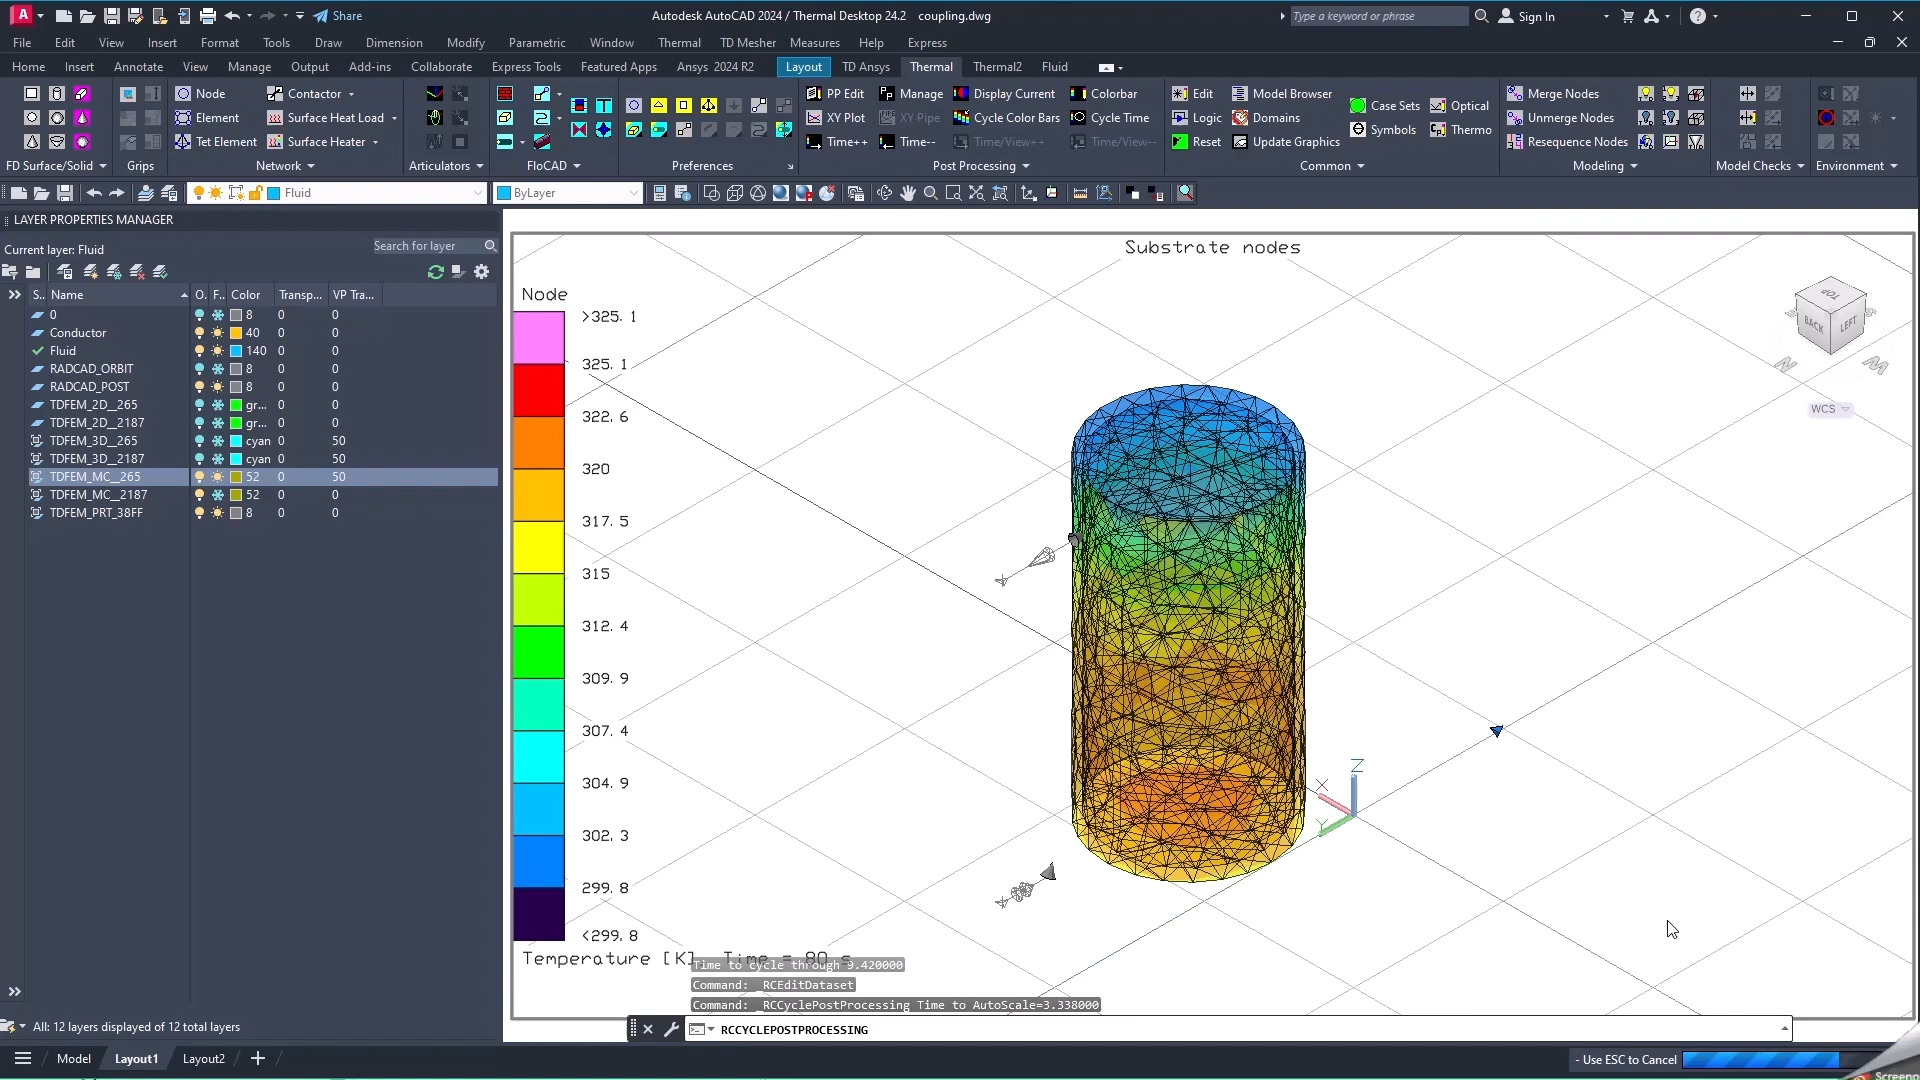 A Share Autodesk AutoCAD 2024 / Thermal Desktop 24.2 coupling.dwg Type a keyword or phrase Sign In
File Edit View Insert Format Tools Draw Dimension Modify Parametric Window Thermal TD Mesher Measures Help Express
Home Insert Annotate View Manage Output Add-ins Collaborate Express Tools Featured Apps Ansys 2024 R2 Layout TD Ansys Thermal Thermal2 Fluid
Node Contactor PP Edit Manage Display Current Colorbar Edit Model Browser Case Sets Optical Merge Nodes
Element Surface Heat Load XY Plot XY Pipe Cycle Color Bars Cycle Time Logic Domains Symbols Thermo Unmerge Nodes
Tet Element Surface Heater Time++ Time-- Time/View++ Time/View-- Reset Update Graphics Resequence Nodes
FD Surface/Solid Grips Network Articulators FloCAD Preferences Post Processing Common Modeling Model Checks Environment
Fluid ByLayer
LAYER PROPERTIES MANAGER
Current layer: Fluid Search for layer
S.. Name O. F.. Color Transp... VP Tra...
0 8 0 0
Conductor 40 0 0
Fluid 140 0 0
RADCAD_ORBIT 8 0 0
RADCAD_POST 8 0 0
TDFEM_2D__265 gr... 0 0
TDFEM_2D__2187 gr... 0 0
TDFEM_3D__265 cyan 0 50
TDFEM_3D__2187 cyan 0 50
TDFEM_MC__265 52 0 50
TDFEM_MC__2187 52 0 0
TDFEM_PRT_38FF 8 0 0
All: 12 layers displayed of 12 total layers
Substrate nodes
Node
>325.1
325.1
322.6
320
317.5
315
312.4
309.9
307.4
304.9
302.3
299.8
<299.8
Temperature [K], Time = 80 s
TOP
BACK LEFT
N W S
WCS
Z
X
Y
Time to cycle through 9.420000
Command: _RCEditDataset
Command: _RCCyclePostProcessing Time to AutoScale=3.338000
RCCYCLEPOSTPROCESSING
Model Layout1 Layout2 +
- Use ESC to Cancel